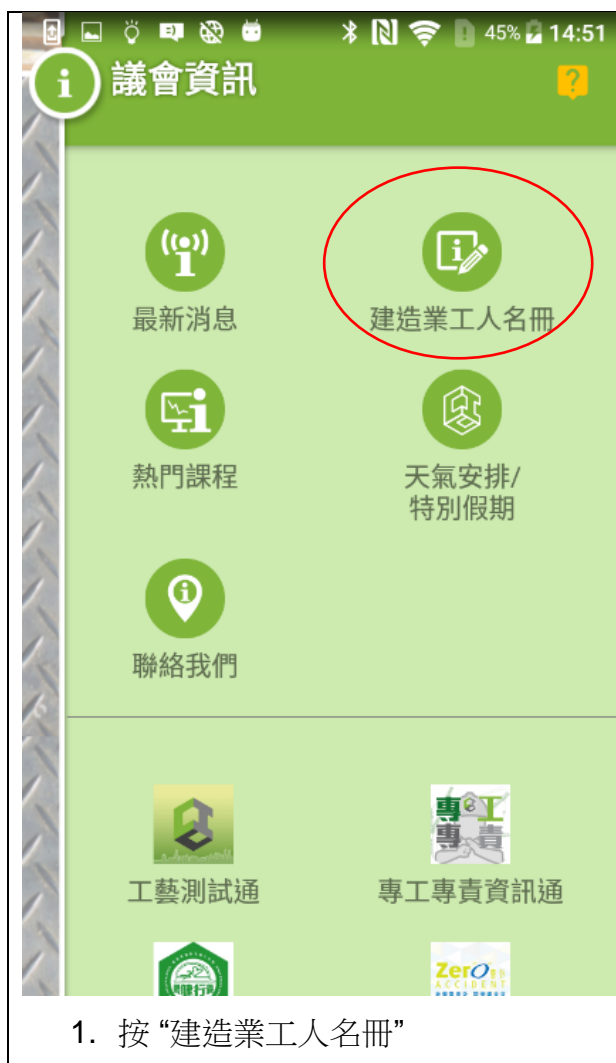 45% 14:51
議會資訊
最新消息
建造業工人名冊
熱門課程
天氣安排/
特別假期
聯絡我們
專工
專責
工藝測試通
專工專責資訊通
Zero
ACCIDENT
1. 按 “建造業工人名冊”